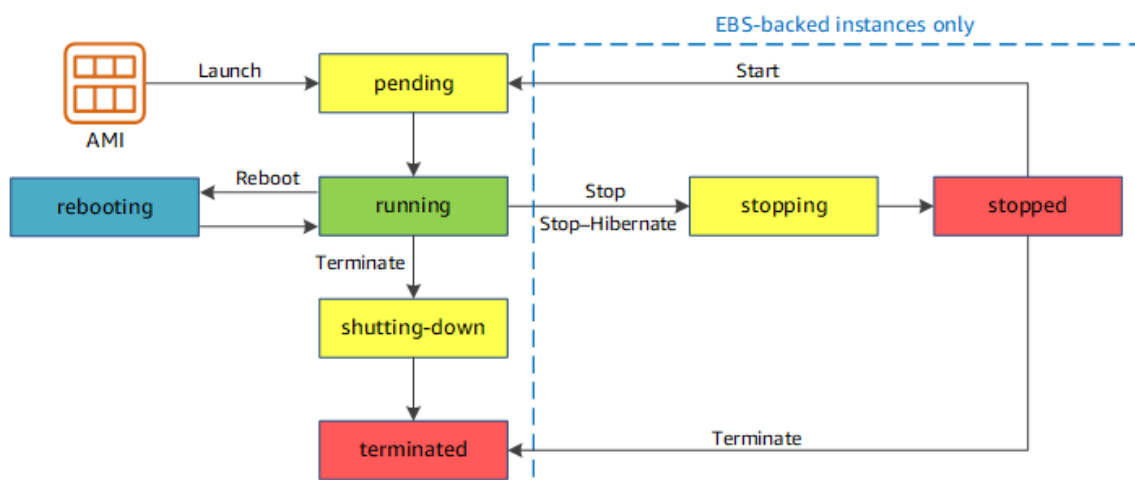 EBS-backed instances only
Launch
pending
Start
AMI
rebooting
Reboot
running
Stop
Stop–Hibernate
stopping
stopped
Terminate
shutting-down
terminated
Terminate